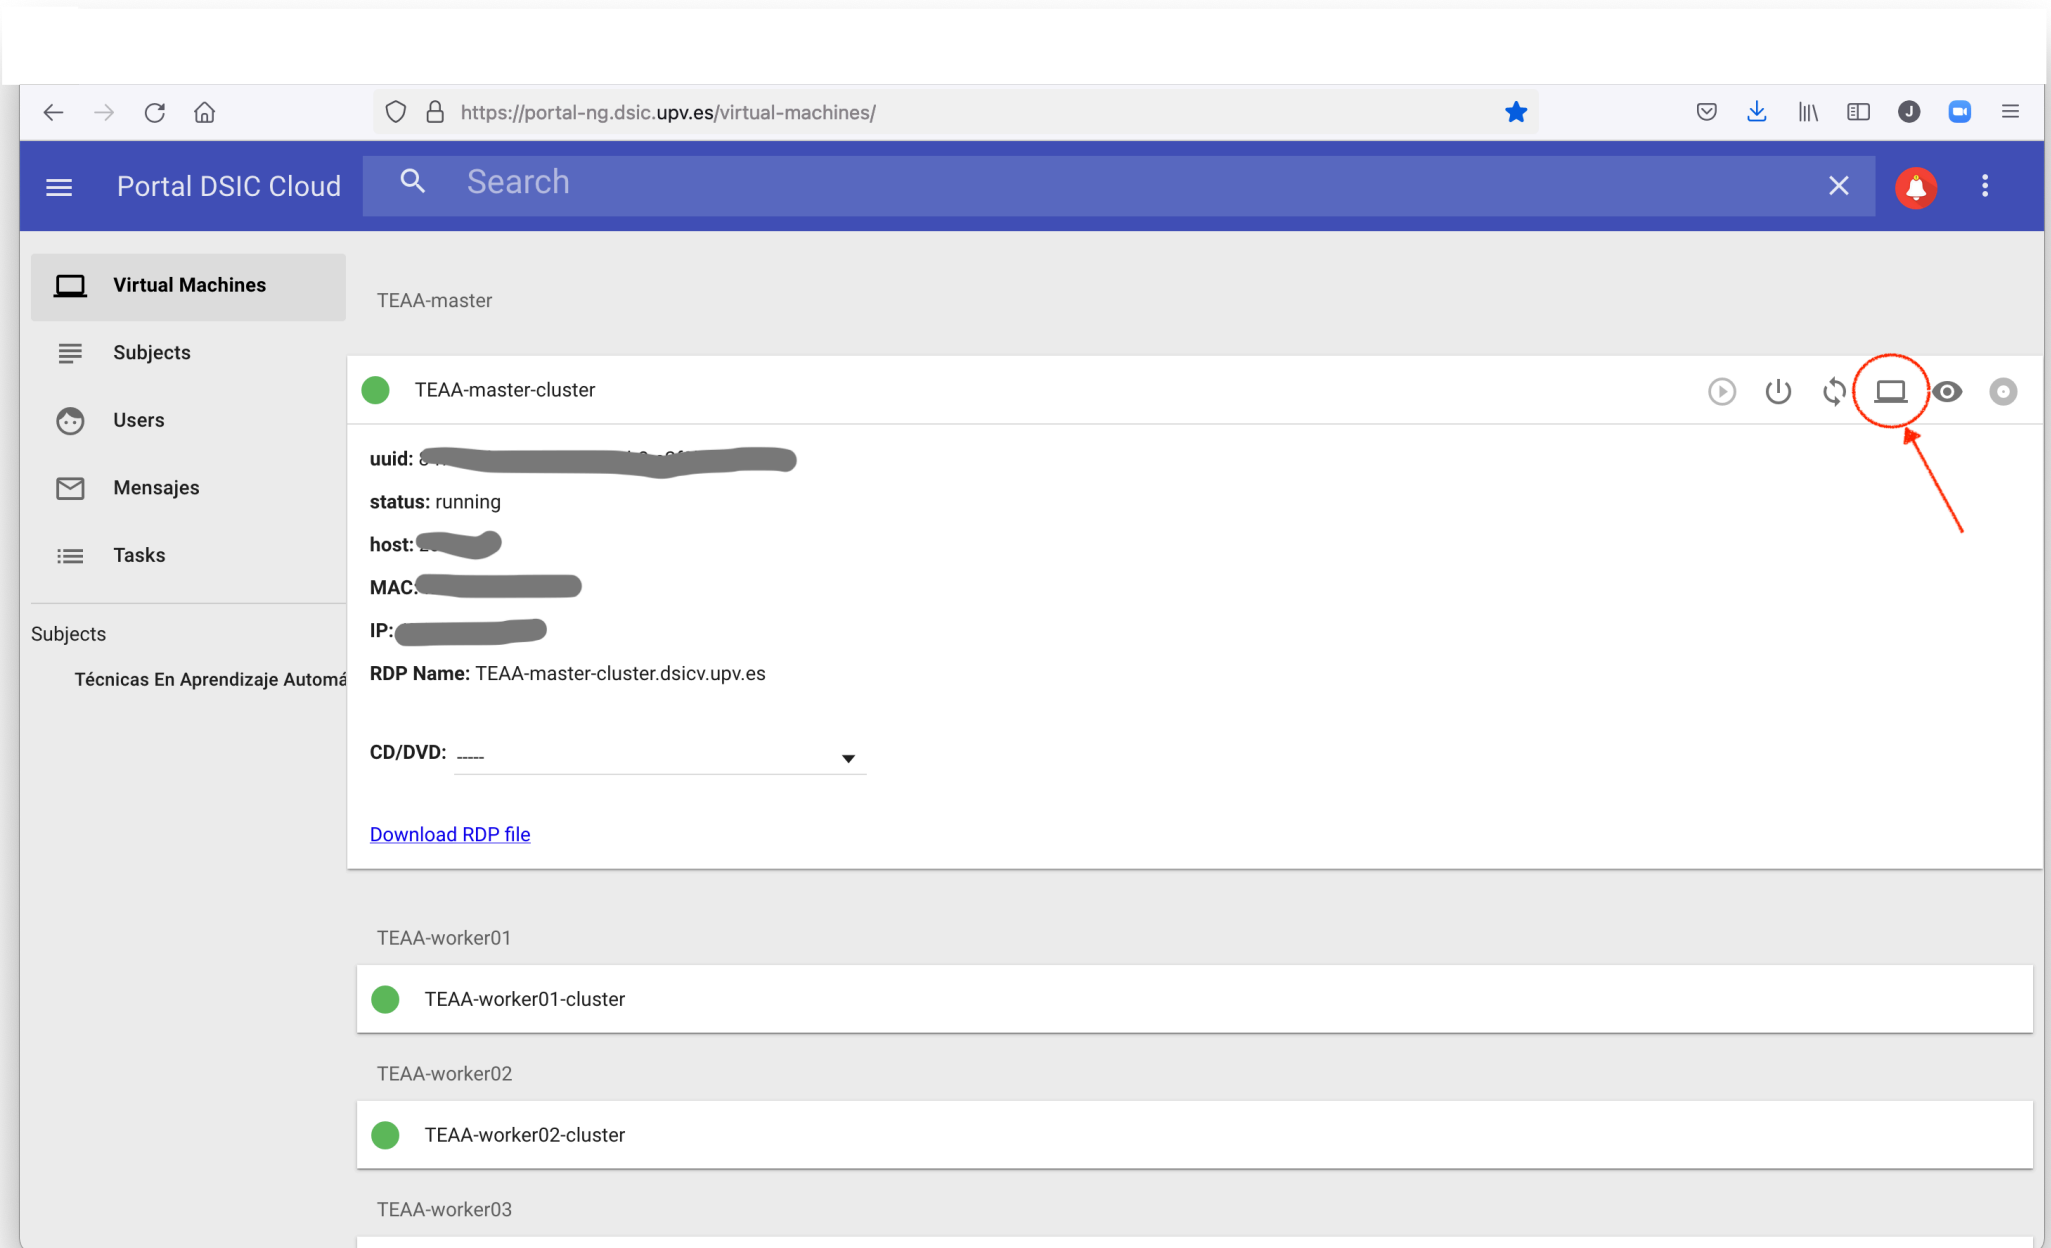 https://portal-ng.dsic.upv.es/virtual-machines/
J
Portal DSIC Cloud
Search
Virtual Machines
Subjects
Users
Mensajes
Tasks
Subjects
Técnicas En Aprendizaje Automá
TEAA-master
TEAA-master-cluster
uuid:
status: running
host:
MAC:
IP:
RDP Name: TEAA-master-cluster.dsicv.upv.es
CD/DVD: -----
Download RDP file
TEAA-worker01
TEAA-worker01-cluster
TEAA-worker02
TEAA-worker02-cluster
TEAA-worker03